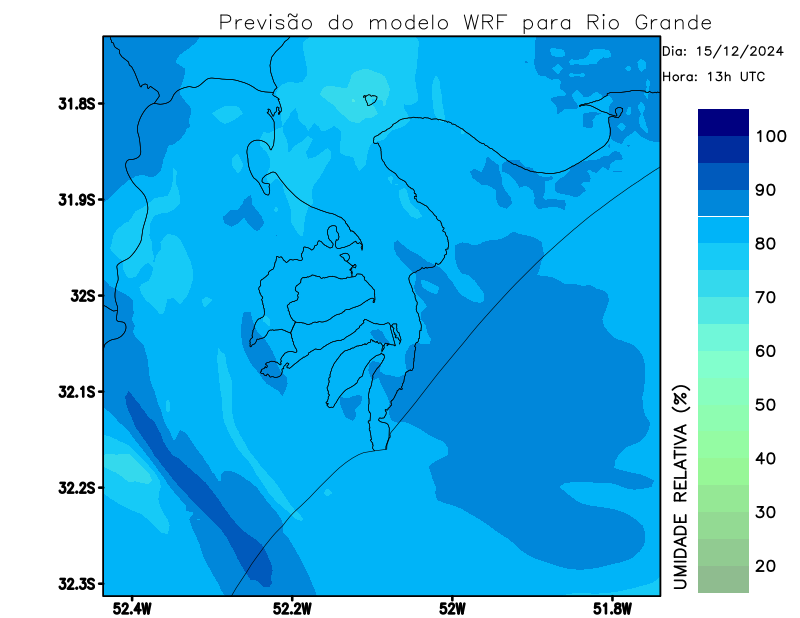 Previsão do modelo WRF para Rio Grande
Dia: 15/12/2024
Hora: 13h UTC
31.8S
31.9S
32S
32.1S
32.2S
32.3S
52.4W
52.2W
52W
51.8W
100
90
80
70
60
50
40
30
20
UMIDADE RELATIVA (%)